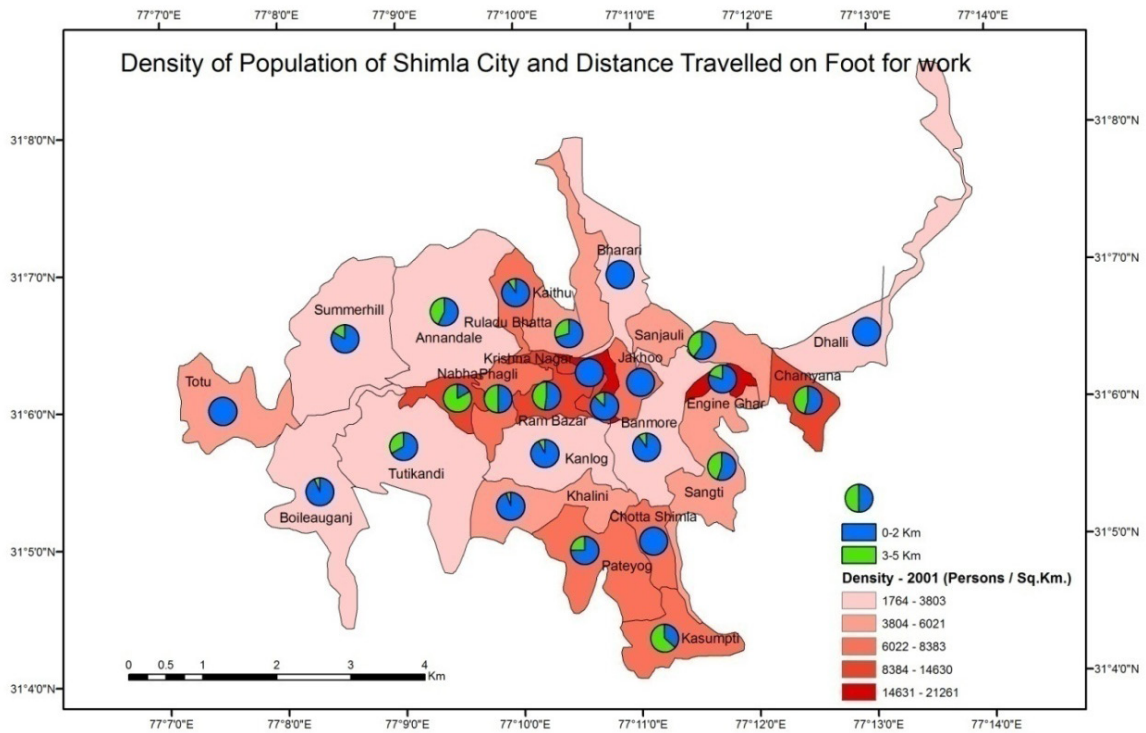 77°7'0"E
77°8'0"E
77°9'0"E
77°10'0"E
77°11'0"E
77°12'0"E
77°13'0"E
77°14'0"E
Density of Population of Shimla City and Distance Travelled on Foot for work
31°8'0"N
31°8'0"N
Bharari
31°7'0"N
31°7'0"N
Kaithu
Summerhill
Ruladu Bhatta
Annandale
Sanjauli
Dhalli
Krishna Nagar
Jakhoo
Nabha
Phagli
Chamyana
Totu
Engine Ghar
31°6'0"N
31°6'0"N
Ram Bazar
Banmore
Kanlog
Tutikandi
Khalini
Sangti
Boileauganj
Chotta Shimla
0-2 Km
31°5'0"N
31°5'0"N
3-5 Km
Pateyog
Density - 2001 (Persons / Sq.Km.)
1764 - 3803
3804 - 6021
Kasumpti
6022 - 8383
0 0.5 1 2 3 4
Km
8384 - 14630
31°4'0"N
31°4'0"N
14631 - 21261
77°7'0"E
77°8'0"E
77°9'0"E
77°10'0"E
77°11'0"E
77°12'0"E
77°13'0"E
77°14'0"E